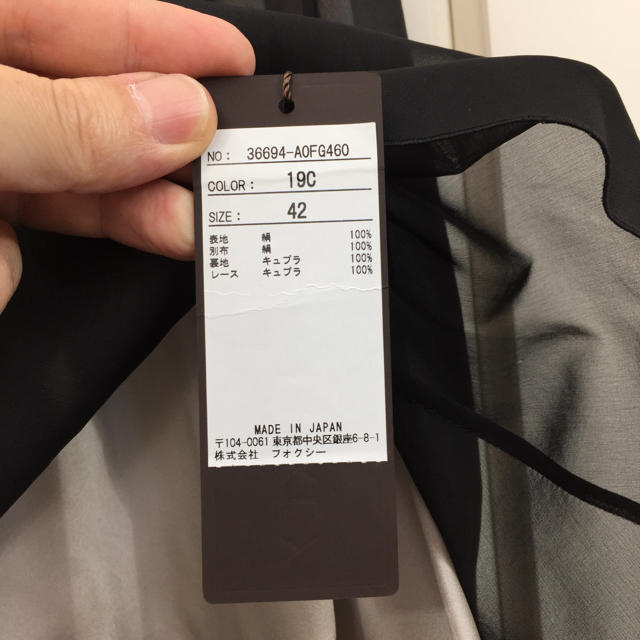 NO: 36694-A0FG460
COLOR: 19C
SIZE: 42
表地 絹 100%
別布 絹 100%
裏地 キュプラ 100%
レース キュプラ 100%
MADE IN JAPAN
〒104-0061 東京都中央区銀座6-8-1
株式会社 フォクシー